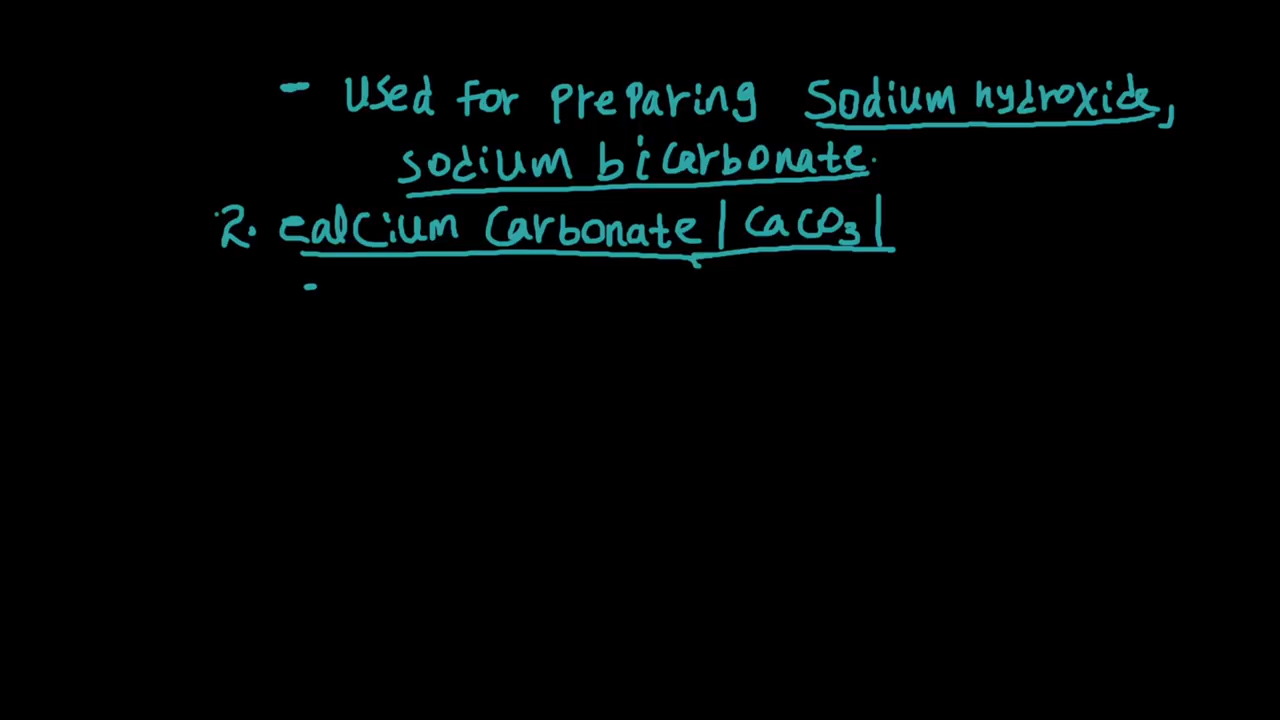 - Used for preparing Sodium hydroxide,
sodium bicarbonate.
2. calcium Carbonate | CaCO₃ |
-